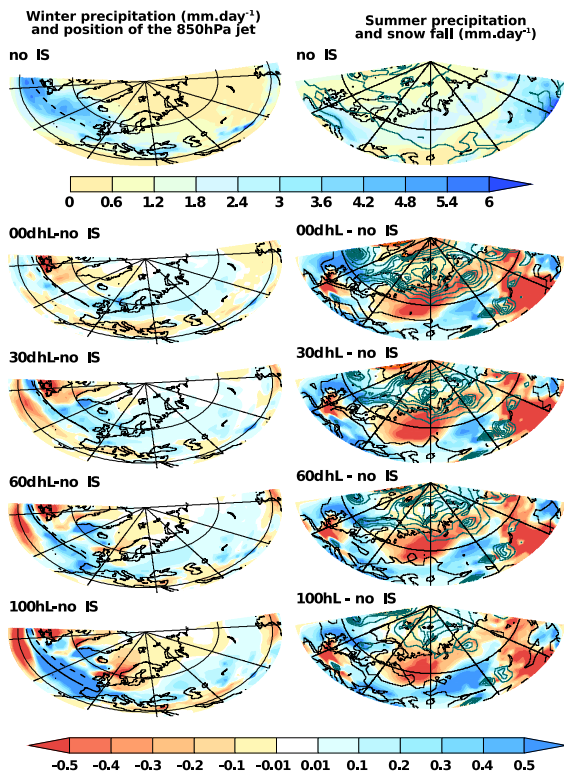 Winter precipitation (mm.day-1)
and position of the 850hPa jet
Summer precipitation
and snow fall (mm.day-1)
no IS
no IS
0 0.6 1.2 1.8 2.4 3 3.6 4.2 4.8 5.4 6
00dhL-no IS
00dhL - no IS
30dhL-no IS
30dhL - no IS
60dhL-no IS
60dhL - no IS
100hL-no IS
100hL - no IS
-0.5 -0.4 -0.3 -0.2 -0.1 -0.01 0.01 0.1 0.2 0.3 0.4 0.5